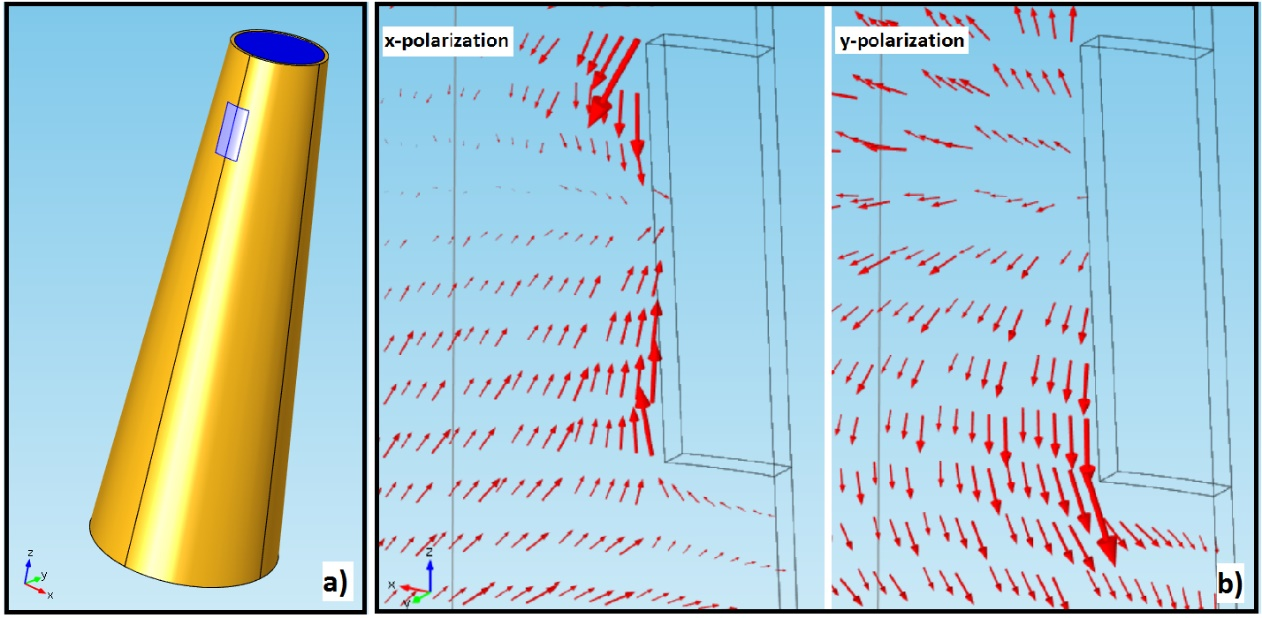 z
y
x
a)
x-polarization
z
x
y
y-polarization
b)